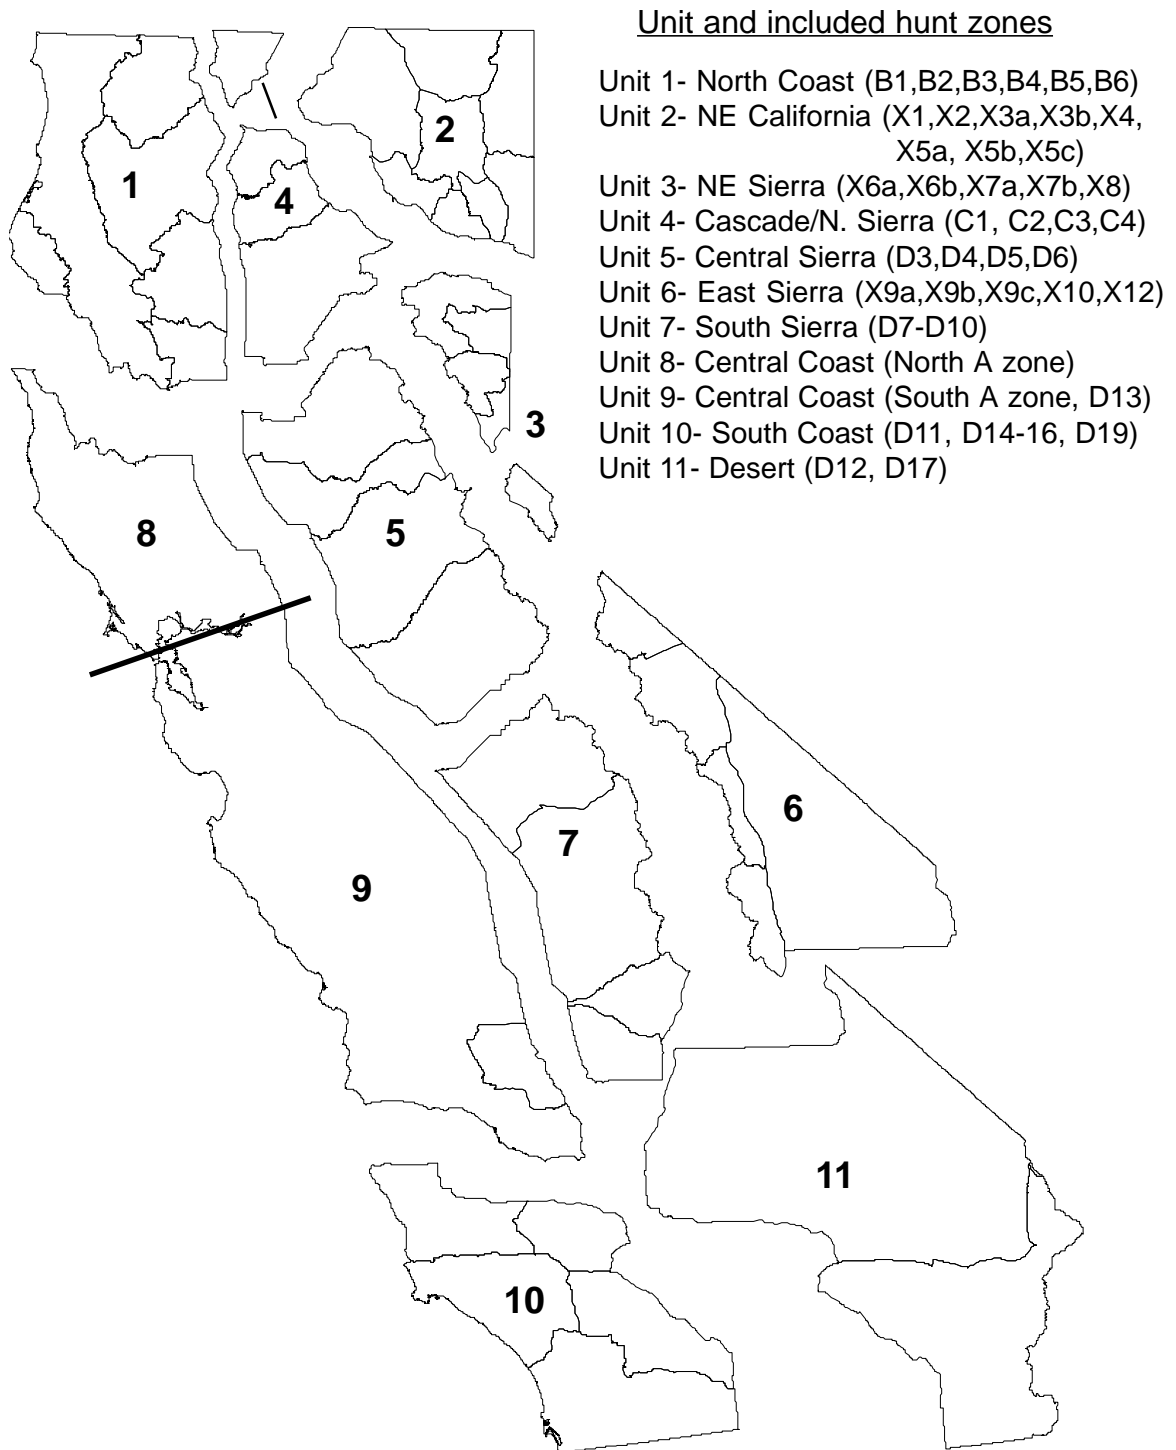 Unit and included hunt zones
Unit 1- North Coast (B1,B2,B3,B4,B5,B6)
Unit 2- NE California (X1,X2,X3a,X3b,X4,
X5a, X5b,X5c)
Unit 3- NE Sierra (X6a,X6b,X7a,X7b,X8)
Unit 4- Cascade/N. Sierra (C1, C2,C3,C4)
Unit 5- Central Sierra (D3,D4,D5,D6)
Unit 6- East Sierra (X9a,X9b,X9c,X10,X12)
Unit 7- South Sierra (D7-D10)
Unit 8- Central Coast (North A zone)
Unit 9- Central Coast (South A zone, D13)
Unit 10- South Coast (D11, D14-16, D19)
Unit 11- Desert (D12, D17)
2
1
4
3
8
5
6
7
9
11
10